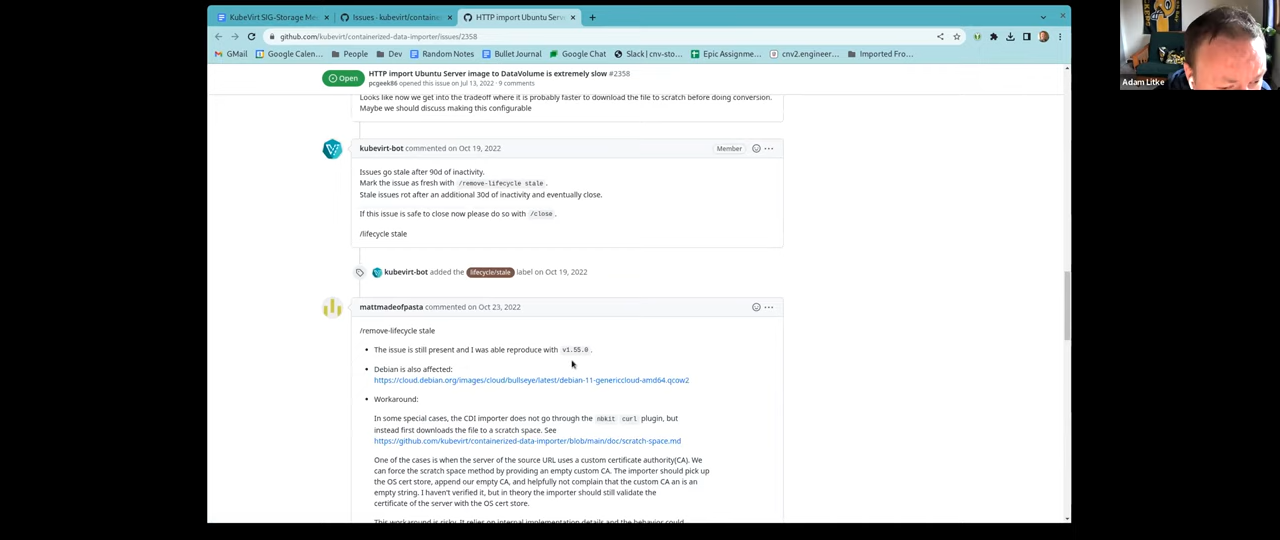 KubeVirt SIG-Storage Me
Issues · kubevirt/container
HTTP import Ubuntu Serv
github.com/kubevirt/containerized-data-importer/issues/2358
GMail
Google Calen...
People
Dev
Random Notes
Bullet Journal
Google Chat
Slack | cnv-sto...
Epic Assignme...
cnv2.engineer...
Imported Fro...
Adam Litke
Open
HTTP import Ubuntu Server image to DataVolume is extremely slow #2358
pcgeek86 opened this issue on Jul 13, 2022 · 9 comments
Looks like now we get into the tradeoff where it is probably faster to download the file to scratch before doing conversion.
Maybe we should discuss making this configurable
kubevirt-bot commented on Oct 19, 2022
Member
Issues go stale after 90d of inactivity.
Mark the issue as fresh with /remove-lifecycle stale.
Stale issues rot after an additional 30d of inactivity and eventually close.
If this issue is safe to close now please do so with /close.
/lifecycle stale
kubevirt-bot added the lifecycle/stale label on Oct 19, 2022
mattmadeofpasta commented on Oct 23, 2022
/remove-lifecycle stale
• The issue is still present and I was able reproduce with v1.55.0.
• Debian is also affected:
https://cloud.debian.org/images/cloud/bullseye/latest/debian-11-genericcloud-amd64.qcow2
• Workaround:
In some special cases, the CDI importer does not go through the nbkit curl plugin, but
instead first downloads the file to a scratch space. See
https://github.com/kubevirt/containerized-data-importer/blob/main/doc/scratch-space.md
One of the cases is when the server of the source URL uses a custom certificate authority(CA). We
can force the scratch space method by providing an empty custom CA. The importer should pick up
the OS cert store, append our empty CA, and helpfully not complain that the custom CA an is an
empty string. I haven't verified it, but in theory the importer should still validate the
certificate of the server with the OS cert store.
This workaround is risky. It relies on internal implementation details and the behavior could